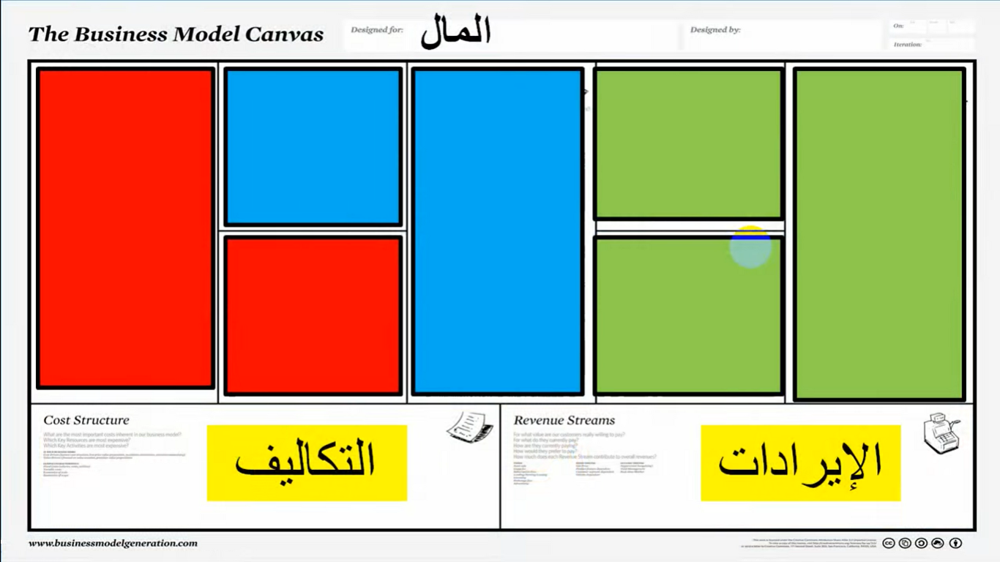 The Business Model Canvas
Designed for:
المال
Designed by:
On:
Iteration:
Cost Structure
What are the most important costs inherent in our business model?
Which Key Resources are most expensive?
Which Key Activities are most expensive?
التكاليف
Revenue Streams
For what value are our customers really willing to pay?
For what do they currently pay?
How are they currently paying?
How would they prefer to pay?
How much does each Revenue Stream contribute to overall revenues?
الإيرادات
www.businessmodelgeneration.com